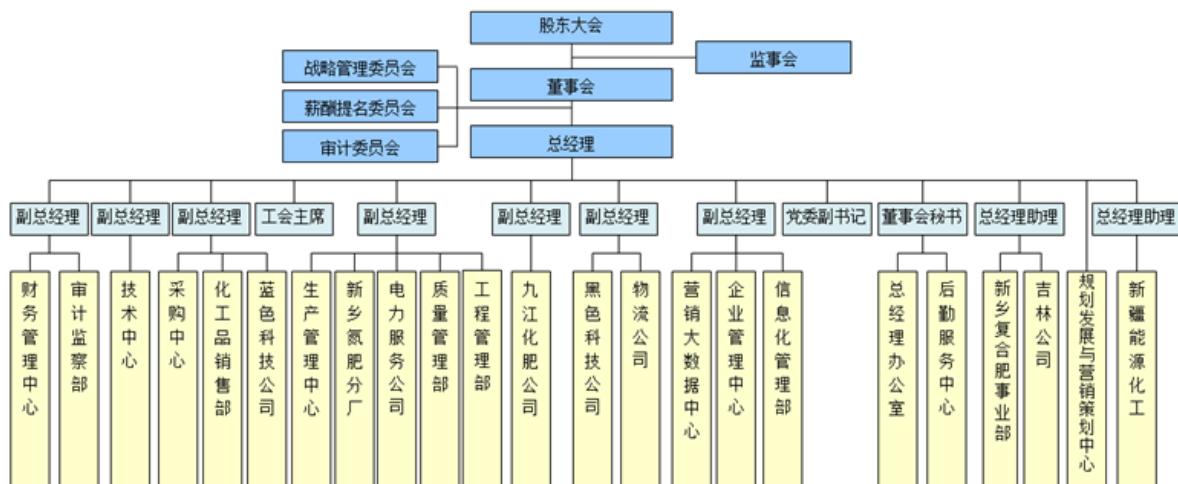 股东大会
监事会
战略管理委员会
董事会
薪酬提名委员会
总经理
审计委员会
副总经理
副总经理
副总经理
工会主席
副总经理
副总经理
副总经理
副总经理
党委副书记
董事会秘书
总经理助理
总经理助理
财务管理中心
审计监察部
技术中心
采购中心
化工品销售部
蓝色科技公司
生产管理中心
新乡氮肥分厂
电力服务公司
质量管理部
工程管理部
九江化肥公司
黑色科技公司
物流公司
营销大数据中心
企业管理中心
信息化管理部
总经理办公室
后勤服务中心
新乡复合肥事业部
吉林公司
规划发展与营销策划中心
新疆能源化工